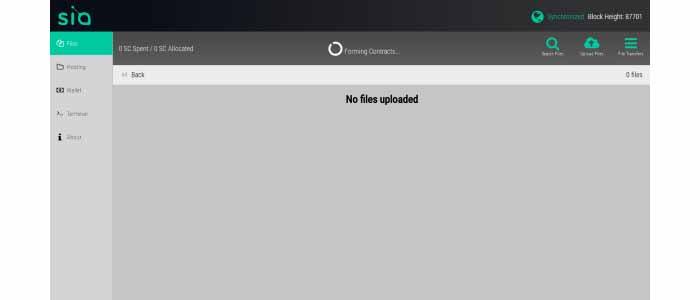 sia
Synchronized Block Height: 87701
Files
0 SC Spent / 0 SC Allocated
Forming Contracts...
Search Files
Upload Files
File Transfers
Back
0 files
Hosting
No files uploaded
Wallet
Terminal
About